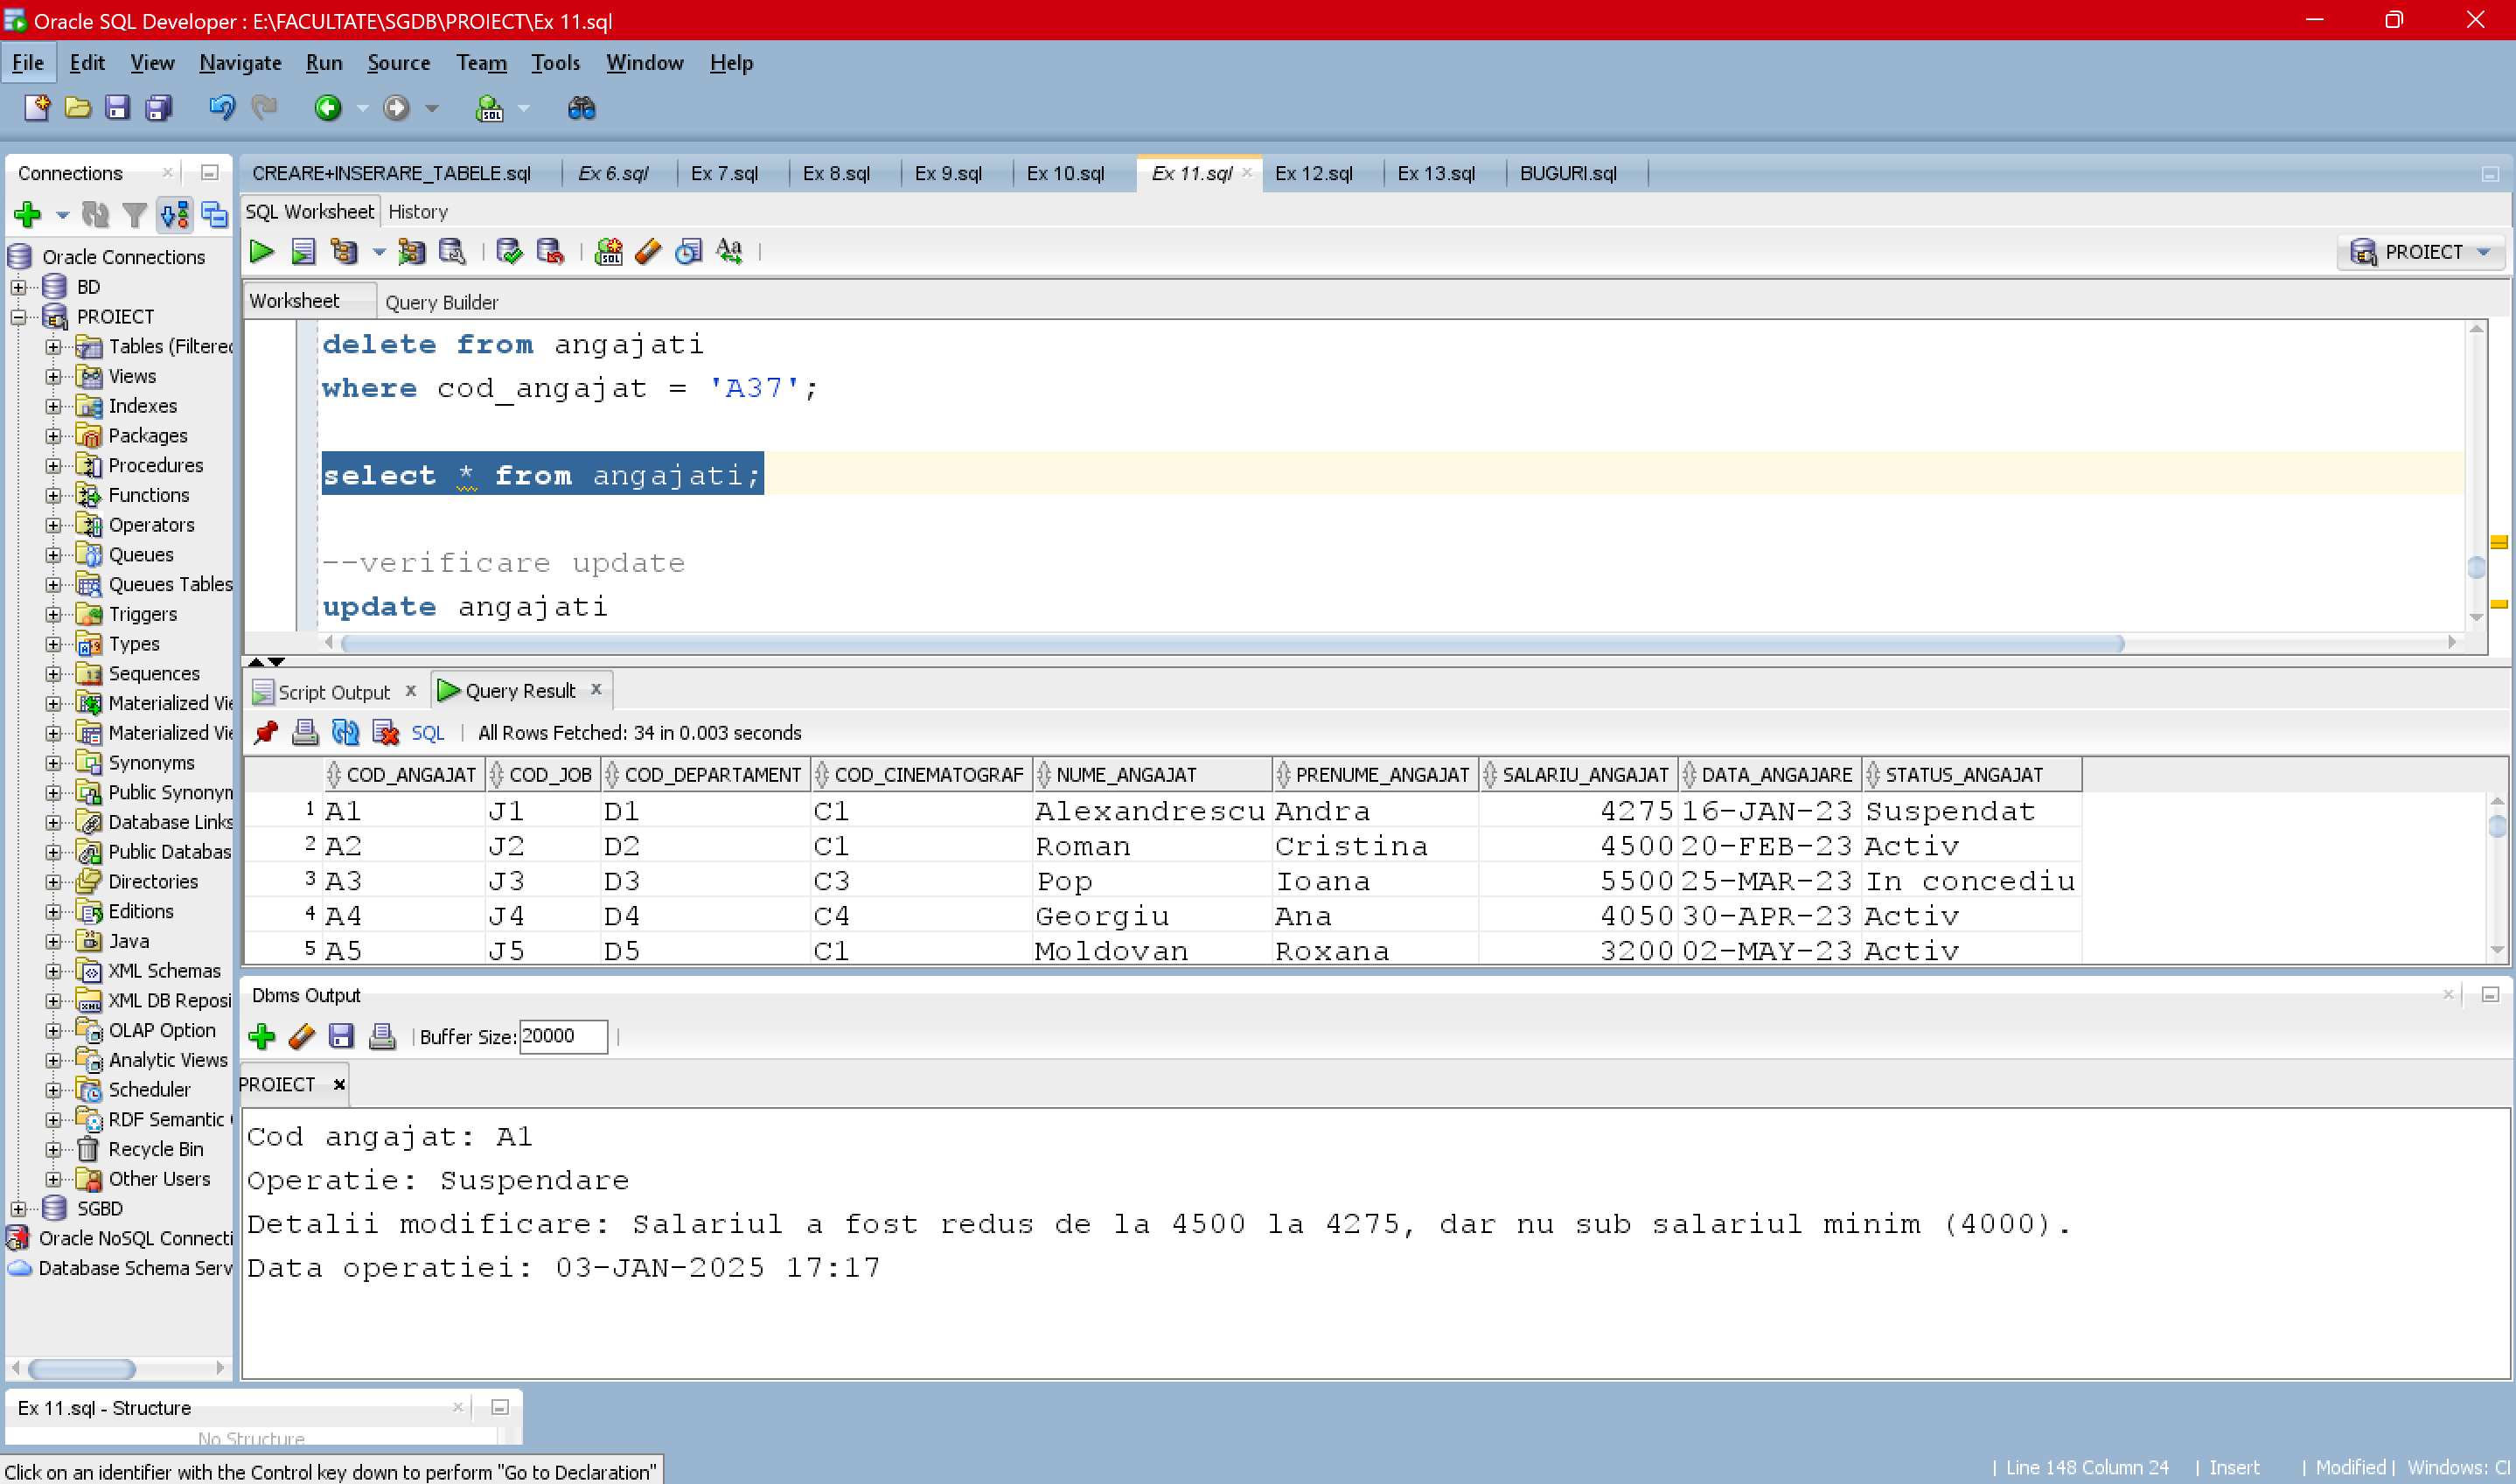 Oracle SQL Developer : E:\FACULTATE\SGDB\PROIECT\Ex 11.sql
File Edit View Navigate Run Source Team Tools Window Help
Connections
CREARE+INSERARE_TABELE.sql Ex 6.sql Ex 7.sql Ex 8.sql Ex 9.sql Ex 10.sql Ex 11.sql Ex 12.sql Ex 13.sql BUGURI.sql
SQL Worksheet History
PROIECT
Worksheet Query Builder
Oracle Connections
BD
PROIECT
Tables (Filtered
Views
Indexes
Packages
Procedures
Functions
Operators
Queues
Queues Tables
Triggers
Types
Sequences
Materialized Vie
Materialized Vie
Synonyms
Public Synonyn
Database Links
Public Databas
Directories
Editions
Java
XML Schemas
XML DB Reposi
OLAP Option
Analytic Views
Scheduler
RDF Semantic
Recycle Bin
Other Users
SGBD
Oracle NoSQL Connecti
Database Schema Serv
delete from angajati
where cod_angajat = 'A37';
select * from angajati;
--verificare update
update angajati
Script Output x Query Result x
SQL | All Rows Fetched: 34 in 0.003 seconds
COD_ANGAJAT COD_JOB COD_DEPARTAMENT COD_CINEMATOGRAF NUME_ANGAJAT PRENUME_ANGAJAT SALARIU_ANGAJAT DATA_ANGAJARE STATUS_ANGAJAT
1 A1 J1 D1 C1 Alexandrescu Andra 4275 16-JAN-23 Suspendat
2 A2 J2 D2 C1 Roman Cristina 4500 20-FEB-23 Activ
3 A3 J3 D3 C3 Pop Ioana 5500 25-MAR-23 In concediu
4 A4 J4 D4 C4 Georgiu Ana 4050 30-APR-23 Activ
5 A5 J5 D5 C1 Moldovan Roxana 3200 02-MAY-23 Activ
Dbms Output
Buffer Size: 20000
PROIECT
Cod angajat: A1
Operatie: Suspendare
Detalii modificare: Salariul a fost redus de la 4500 la 4275, dar nu sub salariul minim (4000).
Data operatiei: 03-JAN-2025 17:17
Ex 11.sql - Structure
No Structure
Click on an identifier with the Control key down to perform "Go to Declaration"
| Line 148 Column 24 | Insert | Modified | Windows: Cl